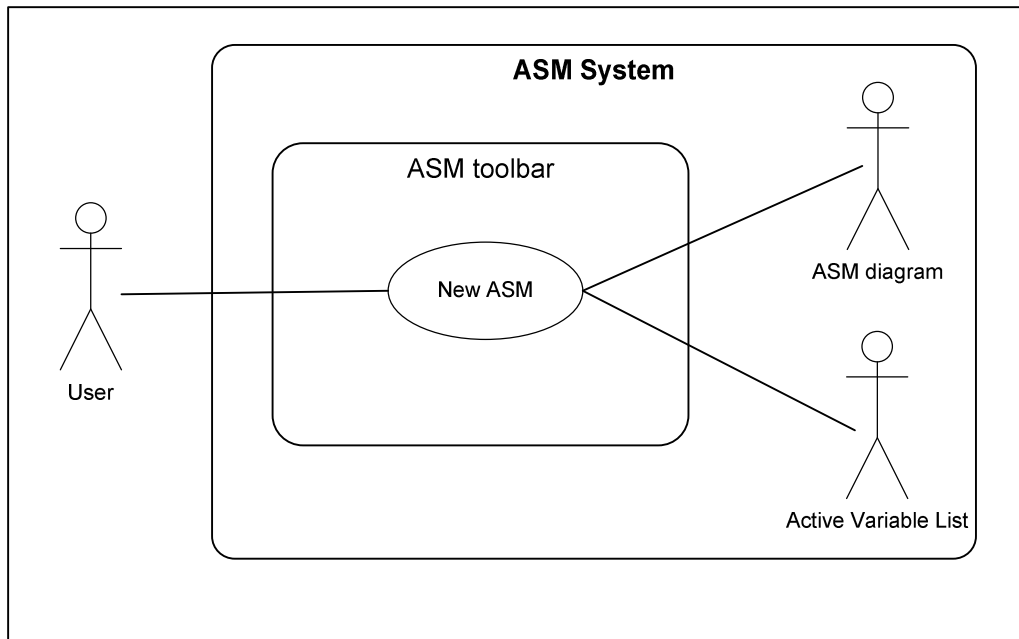 ASM System
ASM toolbar
New ASM
User
ASM diagram
Active Variable List